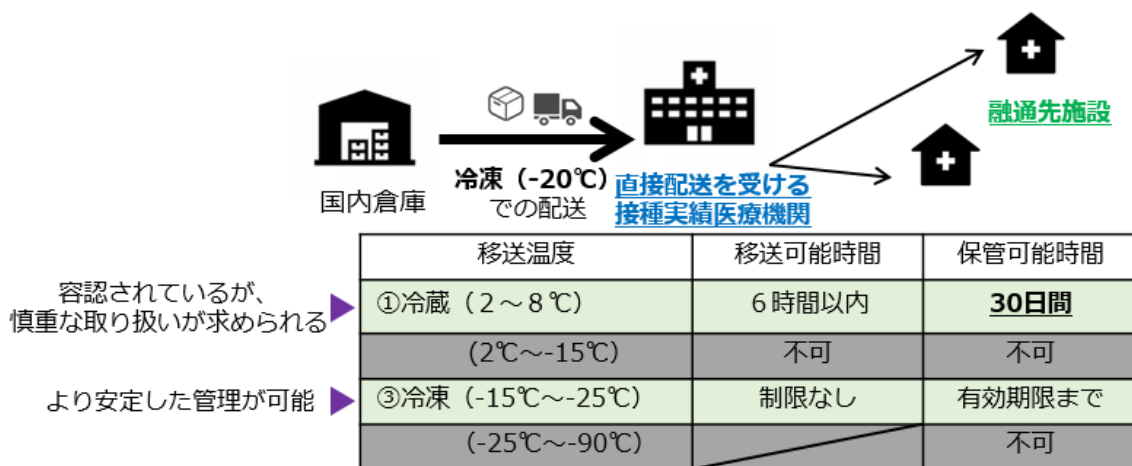 融通先施設
国内倉庫
冷凍（-20℃）
での配送
直接配送を受ける
接種実績医療機関
移送温度 移送可能時間 保管可能時間
容認されているが、
慎重な取り扱いが求められる
①冷蔵（２～８℃） ６時間以内 30日間
(2℃～-15℃) 不可 不可
より安定した管理が可能
③冷凍（-15℃～-25℃） 制限なし 有効期限まで
(-25℃～-90℃) 不可